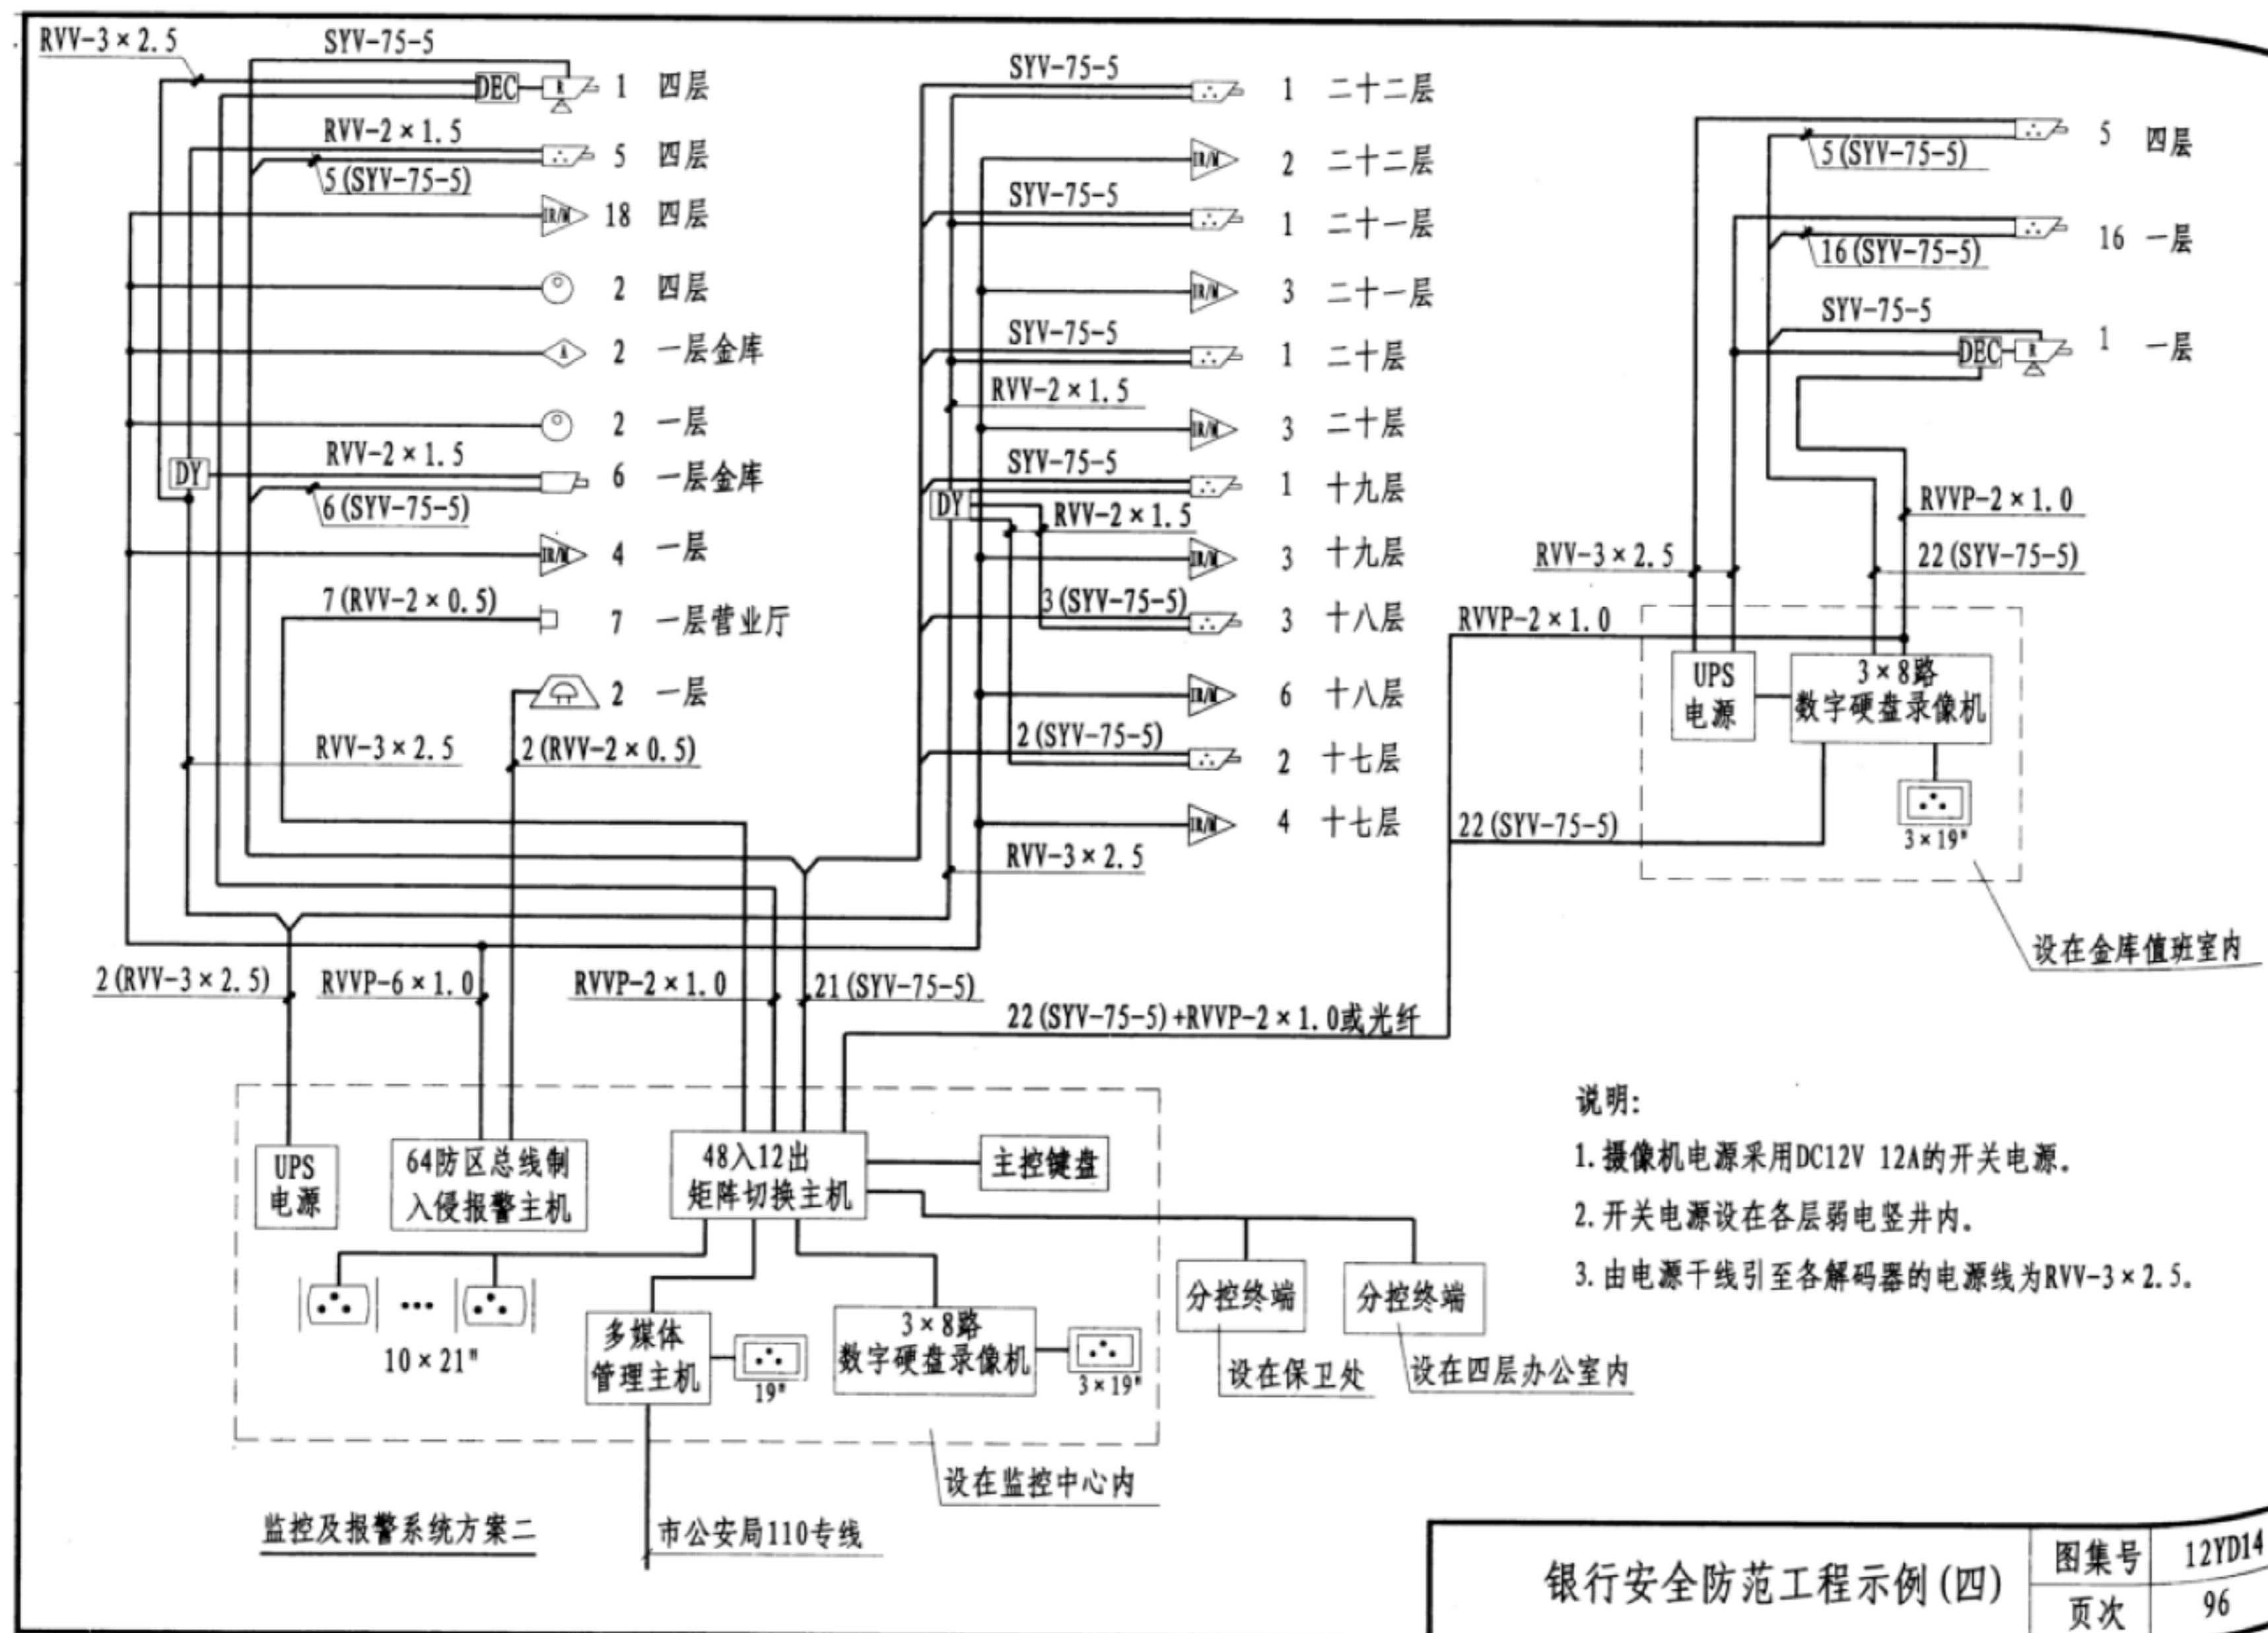 RVV-3×2.5
SYV-75-5
DEC
R
1 四层
RVV-2×1.5
5 四层
5(SYV-75-5)
IR/M
18 四层
2 四层
A
2 一层金库
2 一层
DY
RVV-2×1.5
6 一层金库
6(SYV-75-5)
IR/M
4 一层
7(RVV-2×0.5)
7 一层营业厅
2 一层
RVV-3×2.5
2(RVV-2×0.5)
SYV-75-5
1 二十二层
IR/M
2 二十二层
SYV-75-5
1 二十一层
IR/M
3 二十一层
SYV-75-5
1 二十层
RVV-2×1.5
IR/M
3 二十层
SYV-75-5
1 十九层
DY
RVV-2×1.5
IR/M
3 十九层
3(SYV-75-5)
3 十八层
IR/M
6 十八层
2(SYV-75-5)
2 十七层
IR/M
4 十七层
RVV-3×2.5
5 四层
5(SYV-75-5)
16 一层
16(SYV-75-5)
SYV-75-5
DEC
R
1 一层
RVVP-2×1.0
RVV-3×2.5
22(SYV-75-5)
RVVP-2×1.0
UPS
电源
3×8路
数字硬盘录像机
3×19"
22(SYV-75-5)
设在金库值班室内
2(RVV-3×2.5)
RVVP-6×1.0
RVVP-2×1.0
21(SYV-75-5)
22(SYV-75-5)+RVVP-2×1.0或光纤
UPS
电源
64防区总线制
入侵报警主机
48入12出
矩阵切换主机
主控键盘
…
10×21"
多媒体
管理主机
19"
3×8路
数字硬盘录像机
3×19"
分控终端
分控终端
设在保卫处
设在四层办公室内
设在监控中心内
市公安局110专线
监控及报警系统方案二
说明:
1.摄像机电源采用DC12V 12A的开关电源。
2.开关电源设在各层弱电竖井内。
3.由电源干线引至各解码器的电源线为RVV-3×2.5。
银行安全防范工程示例(四)
图集号 12YD14
页次 96